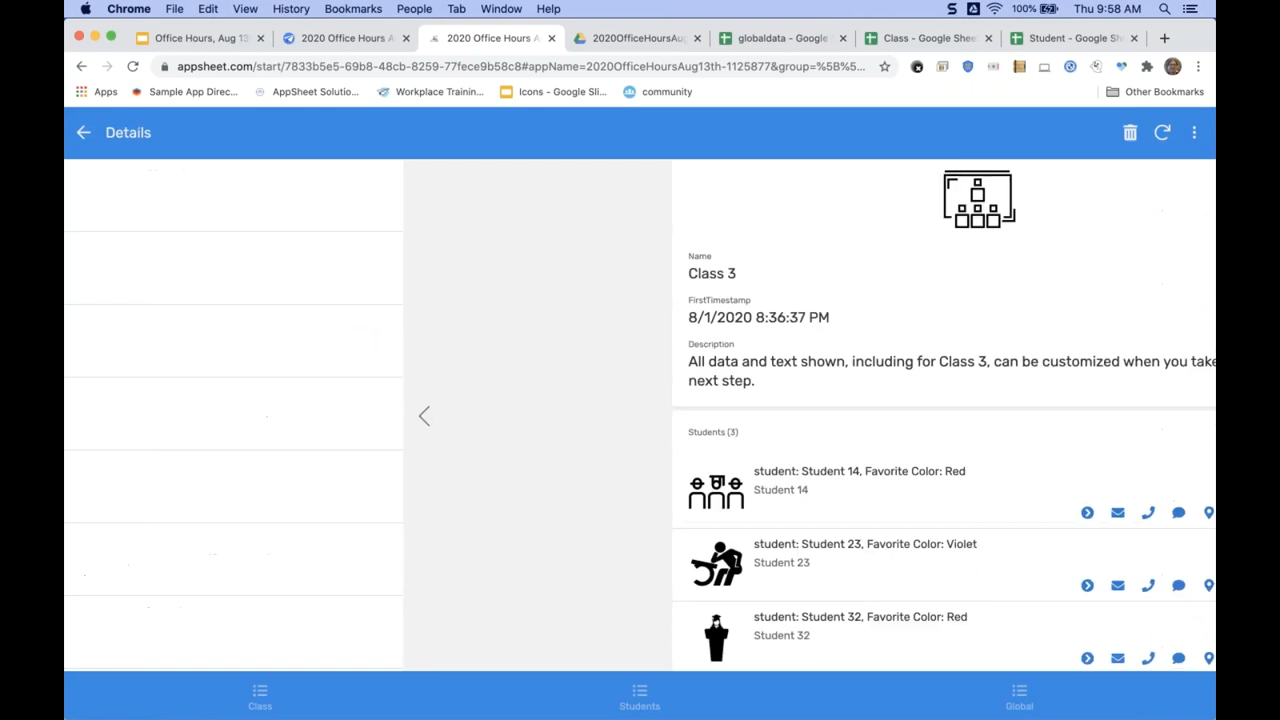 Chrome File Edit View History Bookmarks People Tab Window Help S 100% Thu 9:58 AM
Office Hours, Aug 13 2020 Office Hours A 2020 Office Hours A 2020OfficeHoursAug globaldata - Google Class - Google Shee Student - Google Sh
appsheet.com/start/7833b5e5-69b8-48cb-8259-77fece9b58c8#appName=2020OfficeHoursAug13th-1125877&group=%5B%5...
Apps Sample App Direc... AppSheet Solutio... Workplace Trainin... Icons - Google Sli... community Other Bookmarks
Details
Name
Class 3
FirstTimestamp
8/1/2020 8:36:37 PM
Description
All data and text shown, including for Class 3, can be customized when you take
next step.
Students (3)
student: Student 14, Favorite Color: Red
Student 14
student: Student 23, Favorite Color: Violet
Student 23
student: Student 32, Favorite Color: Red
Student 32
Class Students Global